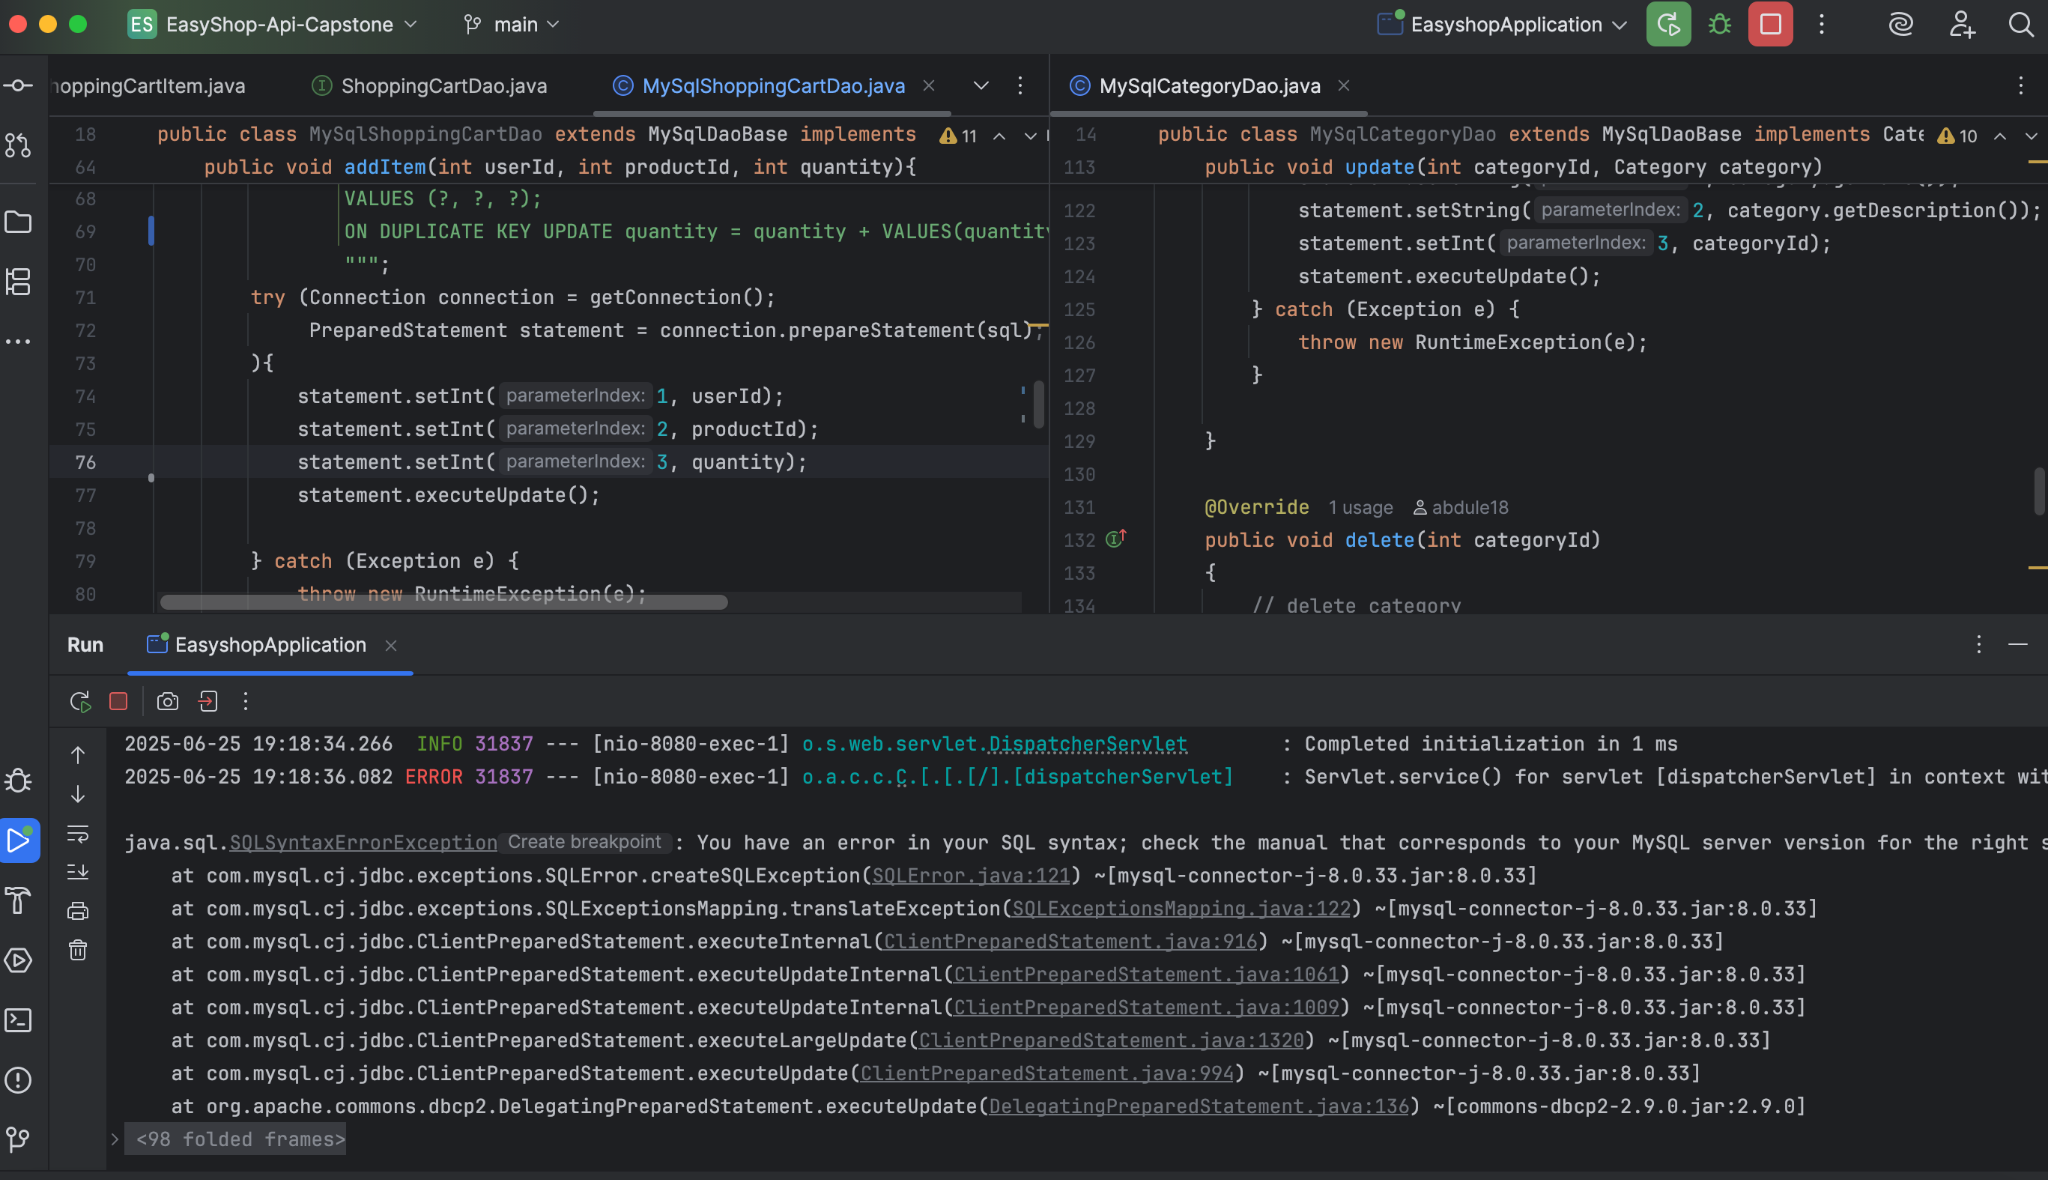 ES EasyShop-Api-Capstone main EasyshopApplication
hoppingCartItem.java ShoppingCartDao.java MySqlShoppingCartDao.java
18 public class MySqlShoppingCartDao extends MySqlDaoBase implements 11
64 public void addItem(int userId, int productId, int quantity){
68 VALUES (?, ?, ?);
69 ON DUPLICATE KEY UPDATE quantity = quantity + VALUES(quantity
70 """;
71 try (Connection connection = getConnection();
72 PreparedStatement statement = connection.prepareStatement(sql);
73 ){
74 statement.setInt( parameterIndex: 1, userId);
75 statement.setInt( parameterIndex: 2, productId);
76 statement.setInt( parameterIndex: 3, quantity);
77 statement.executeUpdate();
78
79 } catch (Exception e) {
80 throw new RuntimeException(e);
MySqlCategoryDao.java
14 public class MySqlCategoryDao extends MySqlDaoBase implements Cate 10
113 public void update(int categoryId, Category category)
122 statement.setString( parameterIndex: 2, category.getDescription());
123 statement.setInt( parameterIndex: 3, categoryId);
124 statement.executeUpdate();
125 } catch (Exception e) {
126 throw new RuntimeException(e);
127 }
128
129 }
130
131 @Override 1 usage abdule18
132 public void delete(int categoryId)
133 {
134 // delete category
Run EasyshopApplication
2025-06-25 19:18:34.266 INFO 31837 --- [nio-8080-exec-1] o.s.web.servlet.DispatcherServlet : Completed initialization in 1 ms
2025-06-25 19:18:36.082 ERROR 31837 --- [nio-8080-exec-1] o.a.c.c.C.[.[.[/].[dispatcherServlet] : Servlet.service() for servlet [dispatcherServlet] in context wit
java.sql.SQLSyntaxErrorException Create breakpoint : You have an error in your SQL syntax; check the manual that corresponds to your MySQL server version for the right s
at com.mysql.cj.jdbc.exceptions.SQLError.createSQLException(SQLError.java:121) ~[mysql-connector-j-8.0.33.jar:8.0.33]
at com.mysql.cj.jdbc.exceptions.SQLExceptionsMapping.translateException(SQLExceptionsMapping.java:122) ~[mysql-connector-j-8.0.33.jar:8.0.33]
at com.mysql.cj.jdbc.ClientPreparedStatement.executeInternal(ClientPreparedStatement.java:916) ~[mysql-connector-j-8.0.33.jar:8.0.33]
at com.mysql.cj.jdbc.ClientPreparedStatement.executeUpdateInternal(ClientPreparedStatement.java:1061) ~[mysql-connector-j-8.0.33.jar:8.0.33]
at com.mysql.cj.jdbc.ClientPreparedStatement.executeUpdateInternal(ClientPreparedStatement.java:1009) ~[mysql-connector-j-8.0.33.jar:8.0.33]
at com.mysql.cj.jdbc.ClientPreparedStatement.executeLargeUpdate(ClientPreparedStatement.java:1320) ~[mysql-connector-j-8.0.33.jar:8.0.33]
at com.mysql.cj.jdbc.ClientPreparedStatement.executeUpdate(ClientPreparedStatement.java:994) ~[mysql-connector-j-8.0.33.jar:8.0.33]
at org.apache.commons.dbcp2.DelegatingPreparedStatement.executeUpdate(DelegatingPreparedStatement.java:136) ~[commons-dbcp2-2.9.0.jar:2.9.0]
<98 folded frames>